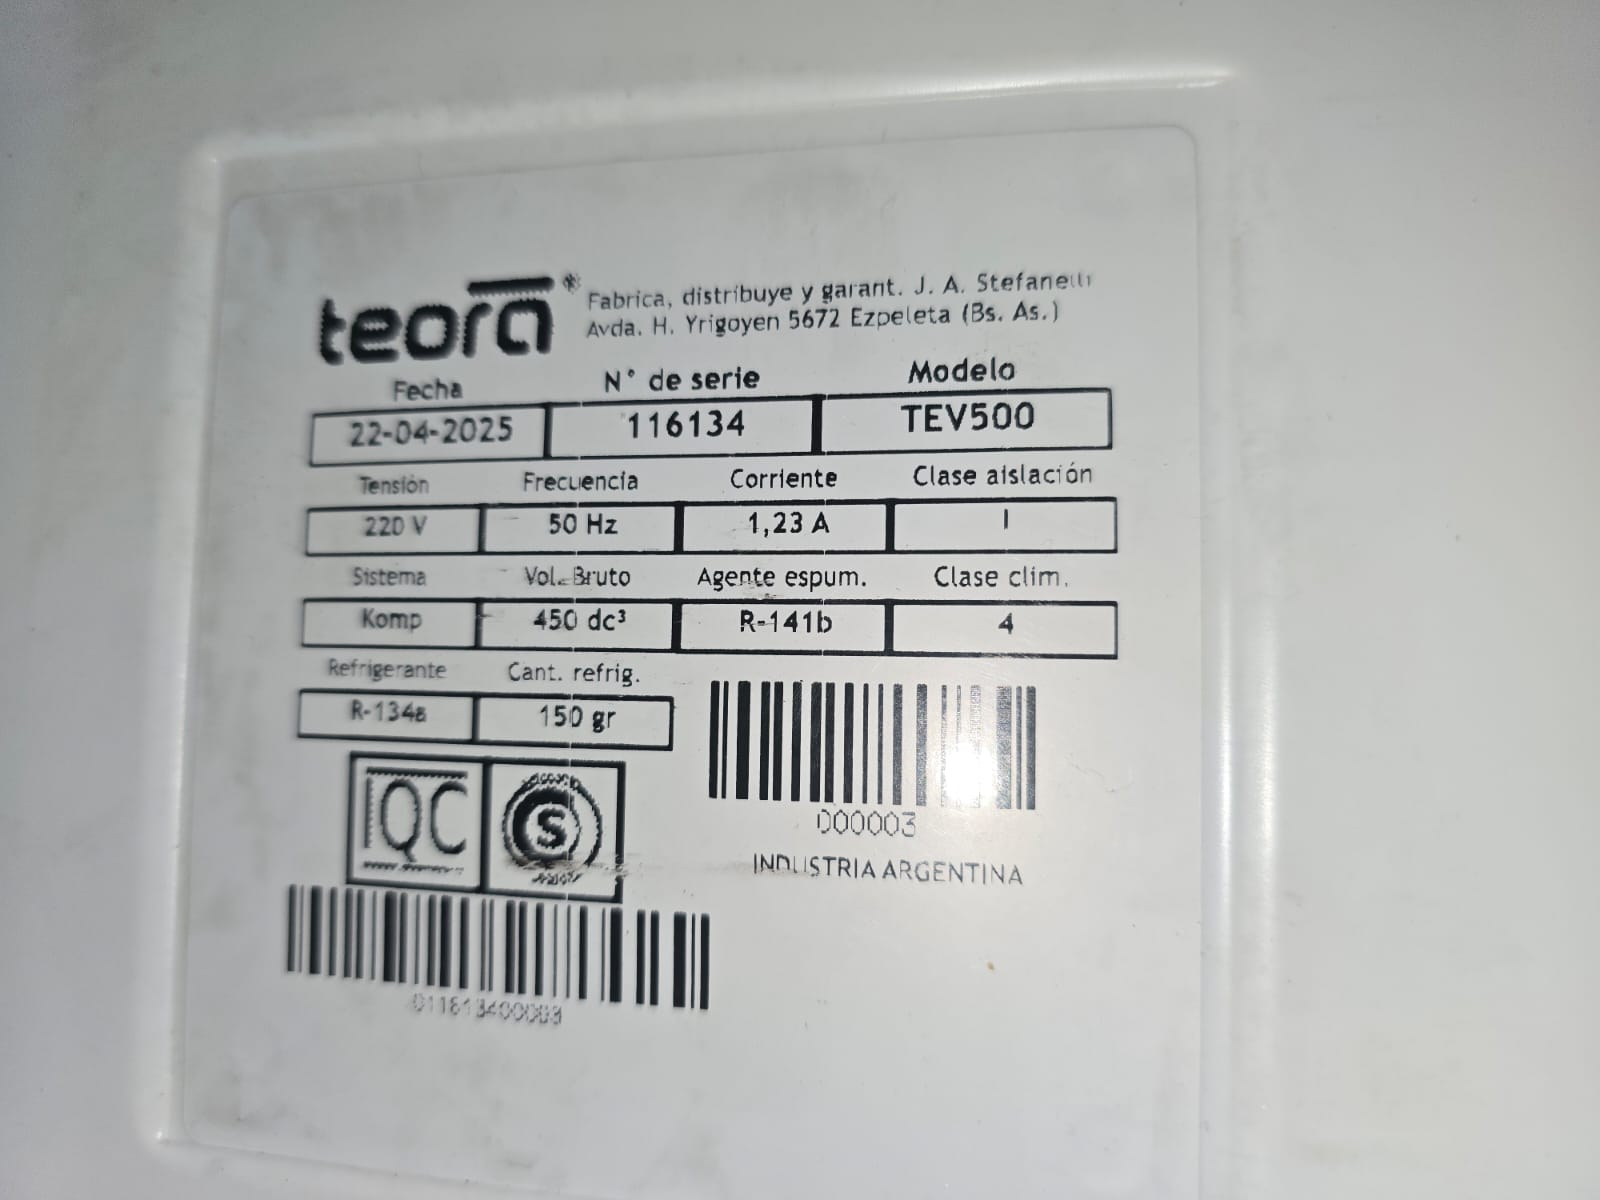 teora®
Fabrica, distribuye y garant. J. A. Stefanelli
Avda. H. Yrigoyen 5672 Ezpeleta (Bs. As.)
Fecha N° de serie Modelo
22-04-2025 116134 TEV500
Tensión Frecuencia Corriente Clase aislación
220 V 50 Hz 1,23 A I
Sistema Vol. Bruto Agente espum. Clase clim.
Komp 450 dc³ R-141b 4
Refrigerante Cant. refrig.
R-134a 150 gr
000003
INDUSTRIA ARGENTINA
IQC S
011613400003